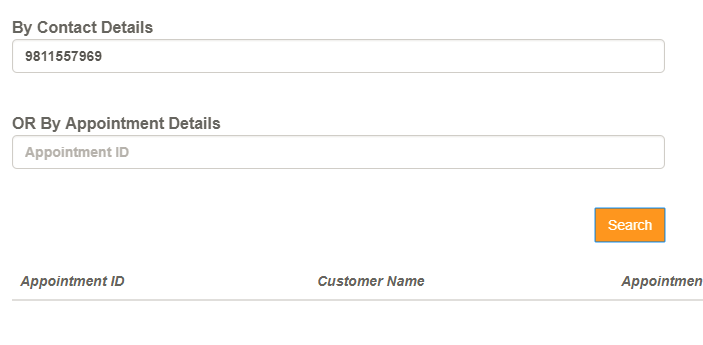 By Contact Details
9811557969
OR By Appointment Details
Appointment ID
Search
Appointment ID Customer Name Appointmen